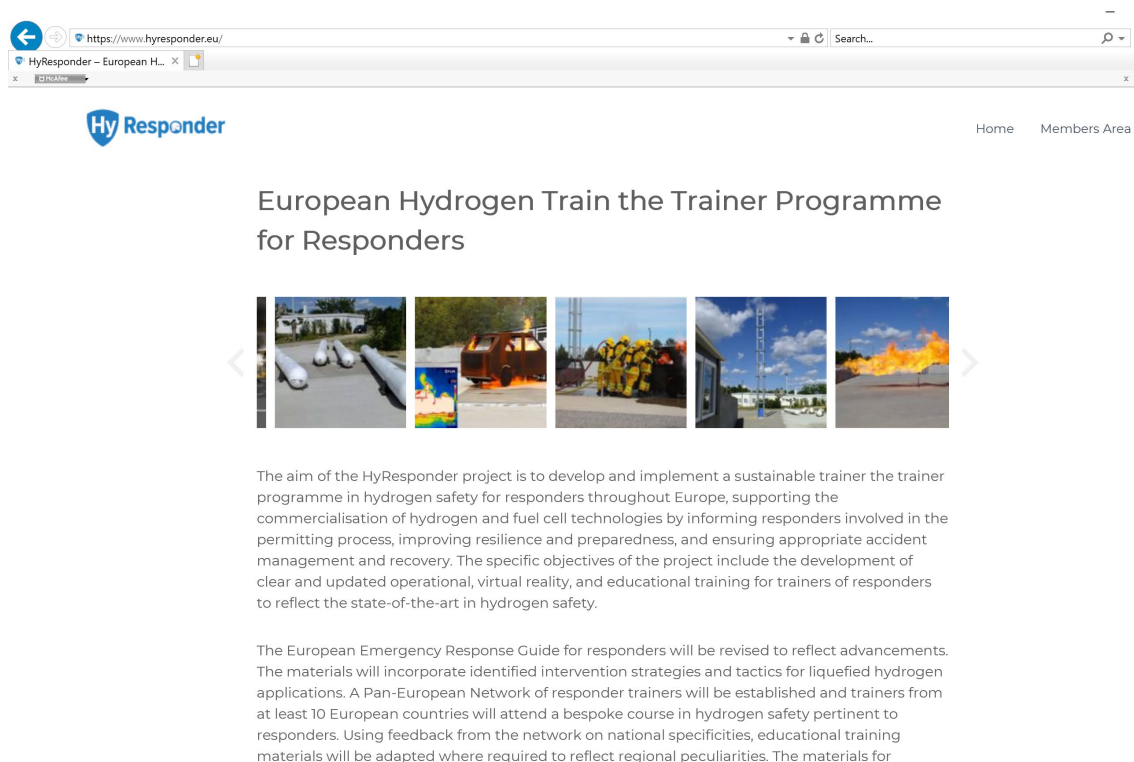 https://www.hyresponder.eu/
Search...
HyResponder – European H...
McAfee
Hy Responder
Home
Members Area
European Hydrogen Train the Trainer Programme
for Responders
The aim of the HyResponder project is to develop and implement a sustainable trainer the trainer
programme in hydrogen safety for responders throughout Europe, supporting the
commercialisation of hydrogen and fuel cell technologies by informing responders involved in the
permitting process, improving resilience and preparedness, and ensuring appropriate accident
management and recovery. The specific objectives of the project include the development of
clear and updated operational, virtual reality, and educational training for trainers of responders
to reflect the state-of-the-art in hydrogen safety.
The European Emergency Response Guide for responders will be revised to reflect advancements.
The materials will incorporate identified intervention strategies and tactics for liquefied hydrogen
applications. A Pan-European Network of responder trainers will be established and trainers from
at least 10 European countries will attend a bespoke course in hydrogen safety pertinent to
responders. Using feedback from the network on national specificities, educational training
materials will be adapted where required to reflect regional peculiarities. The materials for